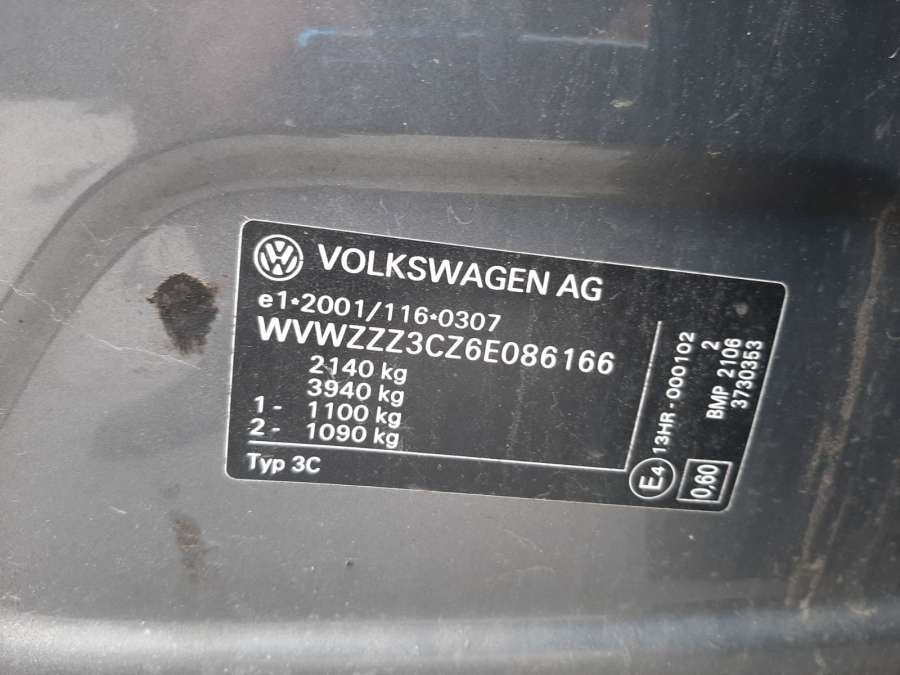 VOLKSWAGEN AG
e1*2001/116*0307
WVWZZZ3CZ6E086166
2140 kg
3940 kg
1- 1100 kg
2- 1090 kg
Typ 3C
E4 13HR-000102
2
BMP 2106
3730353
0,60